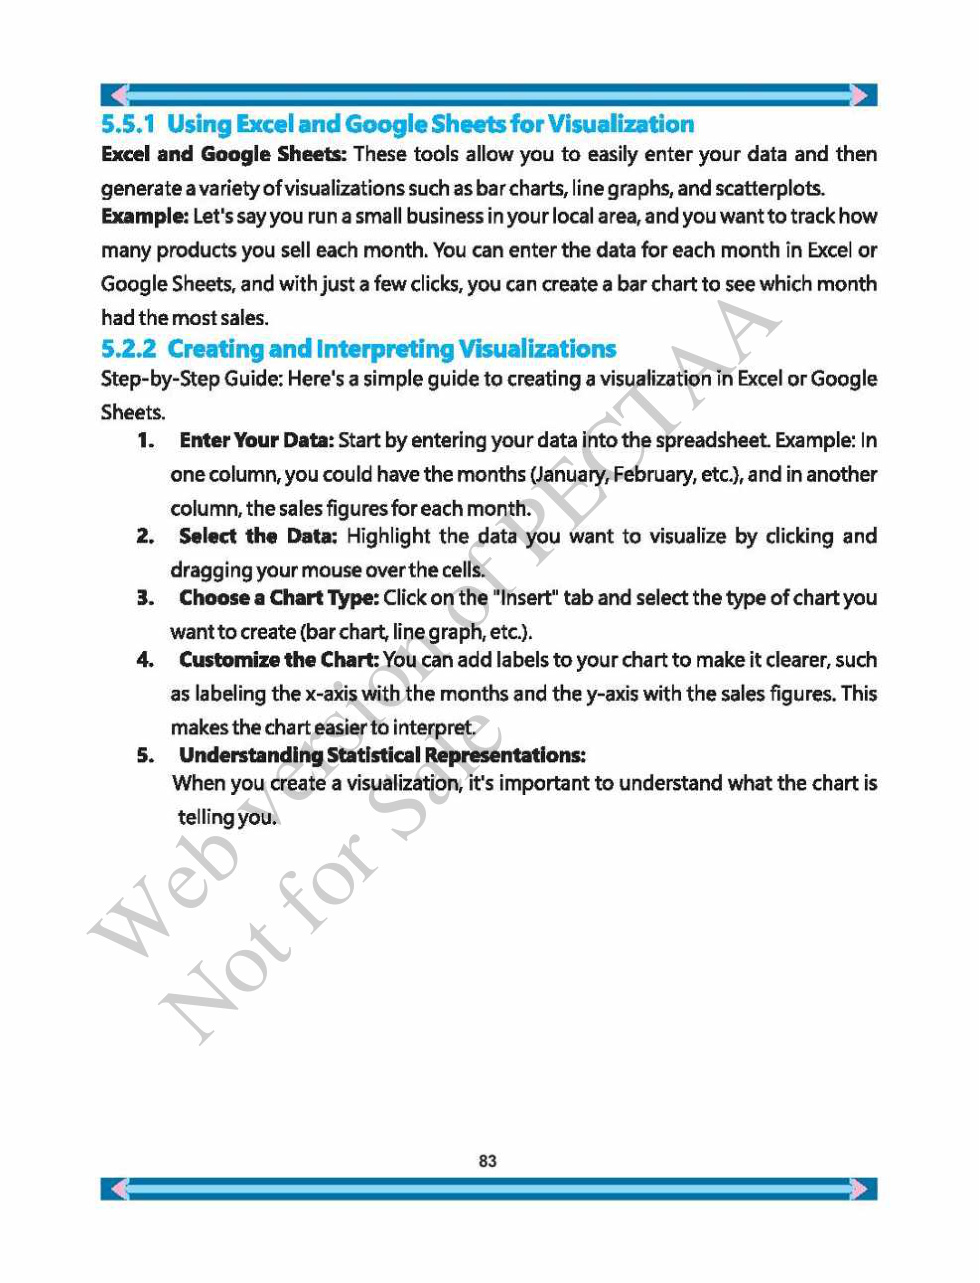 5.5.1 Using Excel and Google Sheets for Visualization
Excel and Google Sheets: These tools allow you to easily enter your data and then
generate a variety of visualizations such as bar charts, line graphs, and scatterplots.
Example: Let's say you run a small business in your local area, and you want to track how
many products you sell each month. You can enter the data for each month in Excel or
Google Sheets, and with just a few clicks, you can create a bar chart to see which month
had the most sales.
5.2.2 Creating and Interpreting Visualizations
Step-by-Step Guide: Here's a simple guide to creating a visualization in Excel or Google
Sheets.
1. Enter Your Data: Start by entering your data into the spreadsheet. Example: In
one column, you could have the months (January, February, etc.), and in another
column, the sales figures for each month.
2. Select the Data: Highlight the data you want to visualize by clicking and
dragging your mouse over the cells.
3. Choose a Chart Type: Click on the "Insert" tab and select the type of chart you
want to create (bar chart, line graph, etc.).
4. Customize the Chart: You can add labels to your chart to make it clearer, such
as labeling the x-axis with the months and the y-axis with the sales figures. This
makes the chart easier to interpret.
5. Understanding Statistical Representations:
When you create a visualization, it's important to understand what the chart is
telling you.
Web version of PECTAA
Not for Sale
83